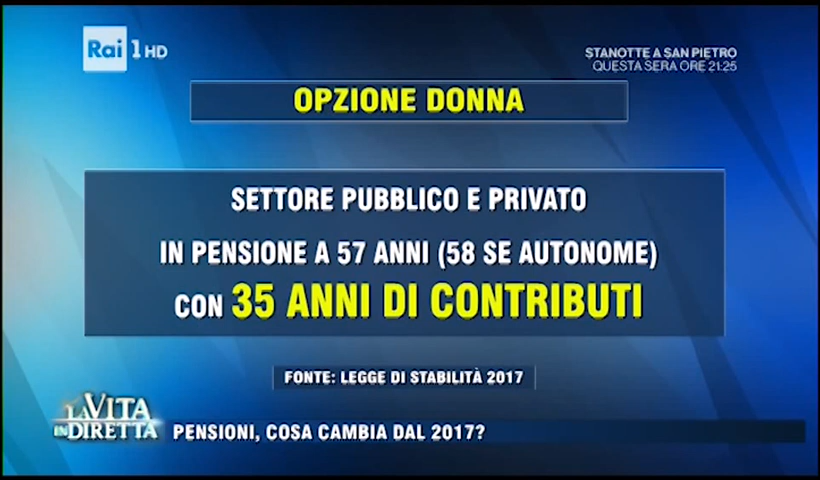 Rai 1 HD
STANOTTE A SAN PIETRO
QUESTA SERA ORE 21:25
OPZIONE DONNA
SETTORE PUBBLICO E PRIVATO
IN PENSIONE A 57 ANNI (58 SE AUTONOME)
CON 35 ANNI DI CONTRIBUTI
FONTE: LEGGE DI STABILITÀ 2017
LA VITA
IN DIRETTA
PENSIONI, COSA CAMBIA DAL 2017?